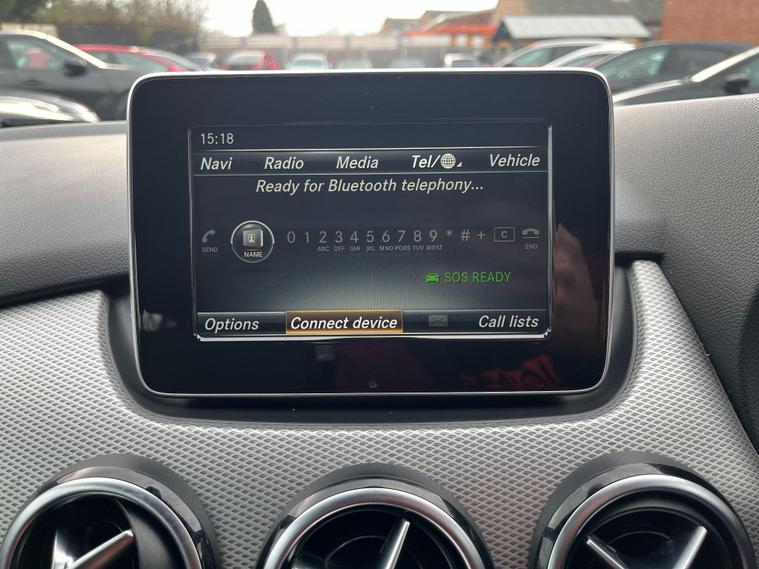 15:18
Navi Radio Media Tel/ Vehicle
Ready for Bluetooth telephony...
0 1 2 3 4 5 6 7 8 9 * # + C
SEND NAME ABC DEF GHI JKL MNO PQRS TUV WXYZ END
SOS READY
Options Connect device Call lists